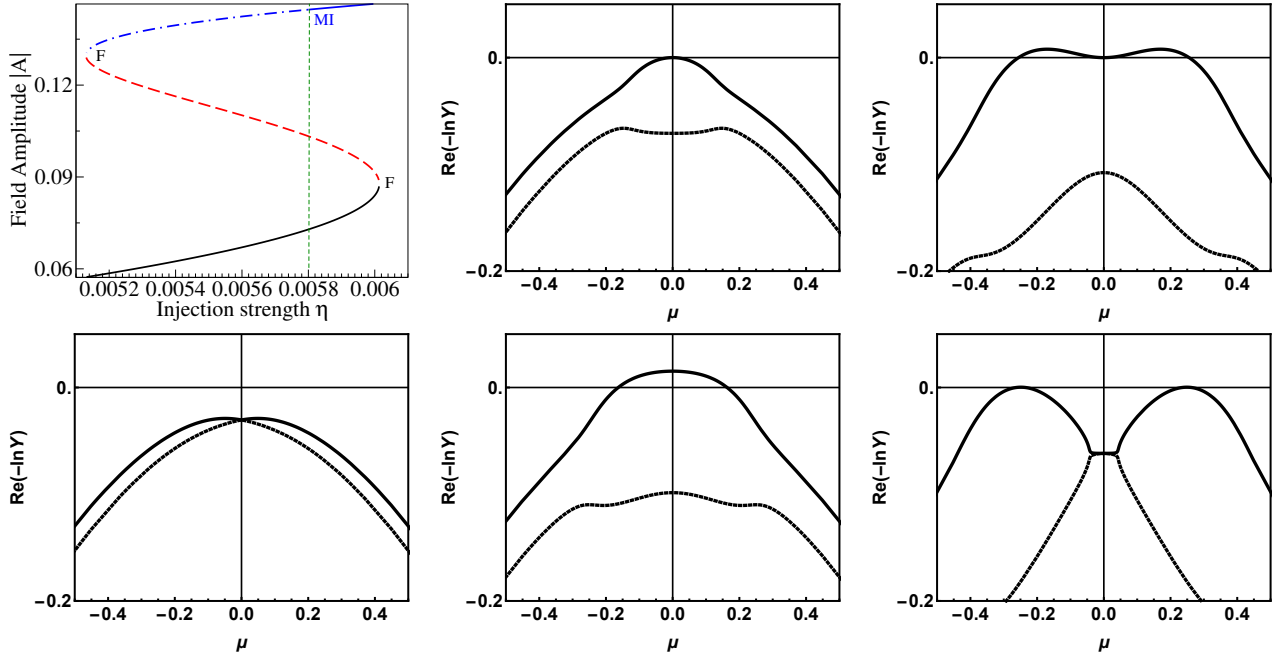 Field Amplitude |A|
0.12
0.09
0.06
F
MI
F
0.0052 0.0054 0.0056 0.0058 0.006
Injection strength η
Re(-lnY)
0.
-0.2
-0.4 -0.2 0.0 0.2 0.4
μ
Re(-lnY)
0.
-0.2
-0.4 -0.2 0.0 0.2 0.4
μ
Re(-lnY)
0.
-0.2
-0.4 -0.2 0.0 0.2 0.4
μ
Re(-lnY)
0.
-0.2
-0.4 -0.2 0.0 0.2 0.4
μ
Re(-lnY)
0.
-0.2
-0.4 -0.2 0.0 0.2 0.4
μ